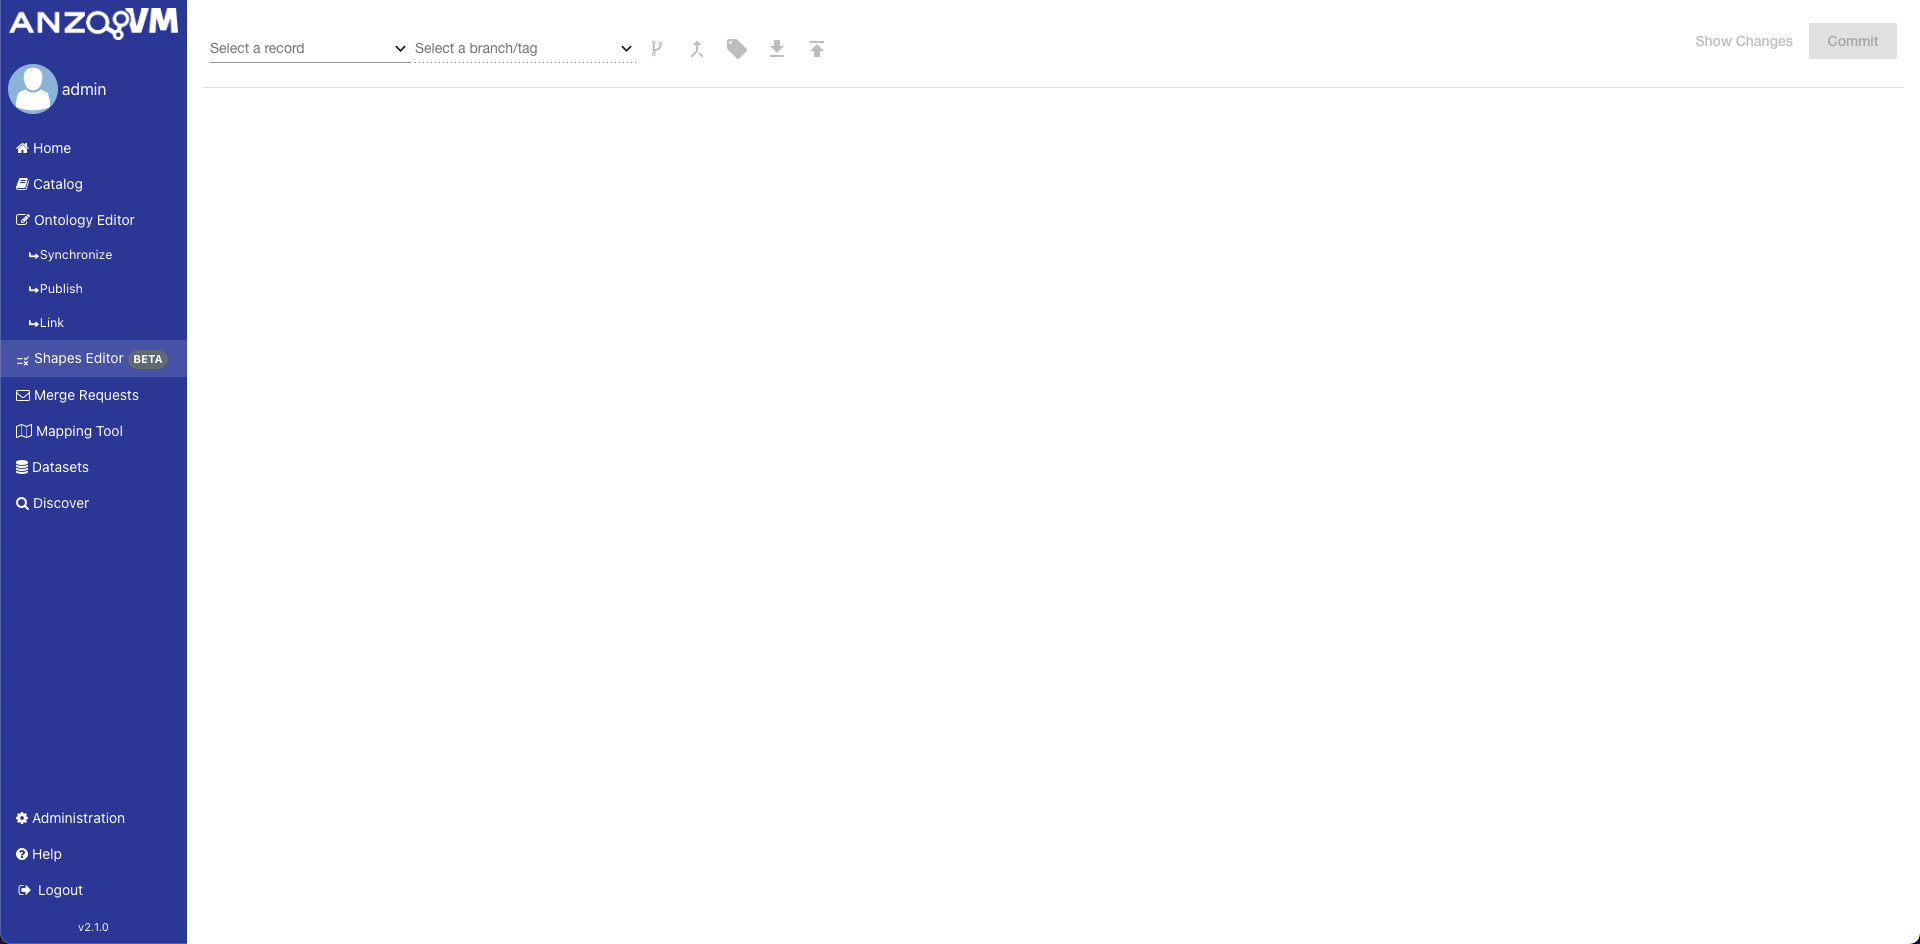 ANZOVM
admin
Home
Catalog
Ontology Editor
Synchronize
Publish
Link
Shapes Editor BETA
Merge Requests
Mapping Tool
Datasets
Discover
Administration
Help
Logout
v2.1.0
Select a record
Select a branch/tag
Show Changes
Commit